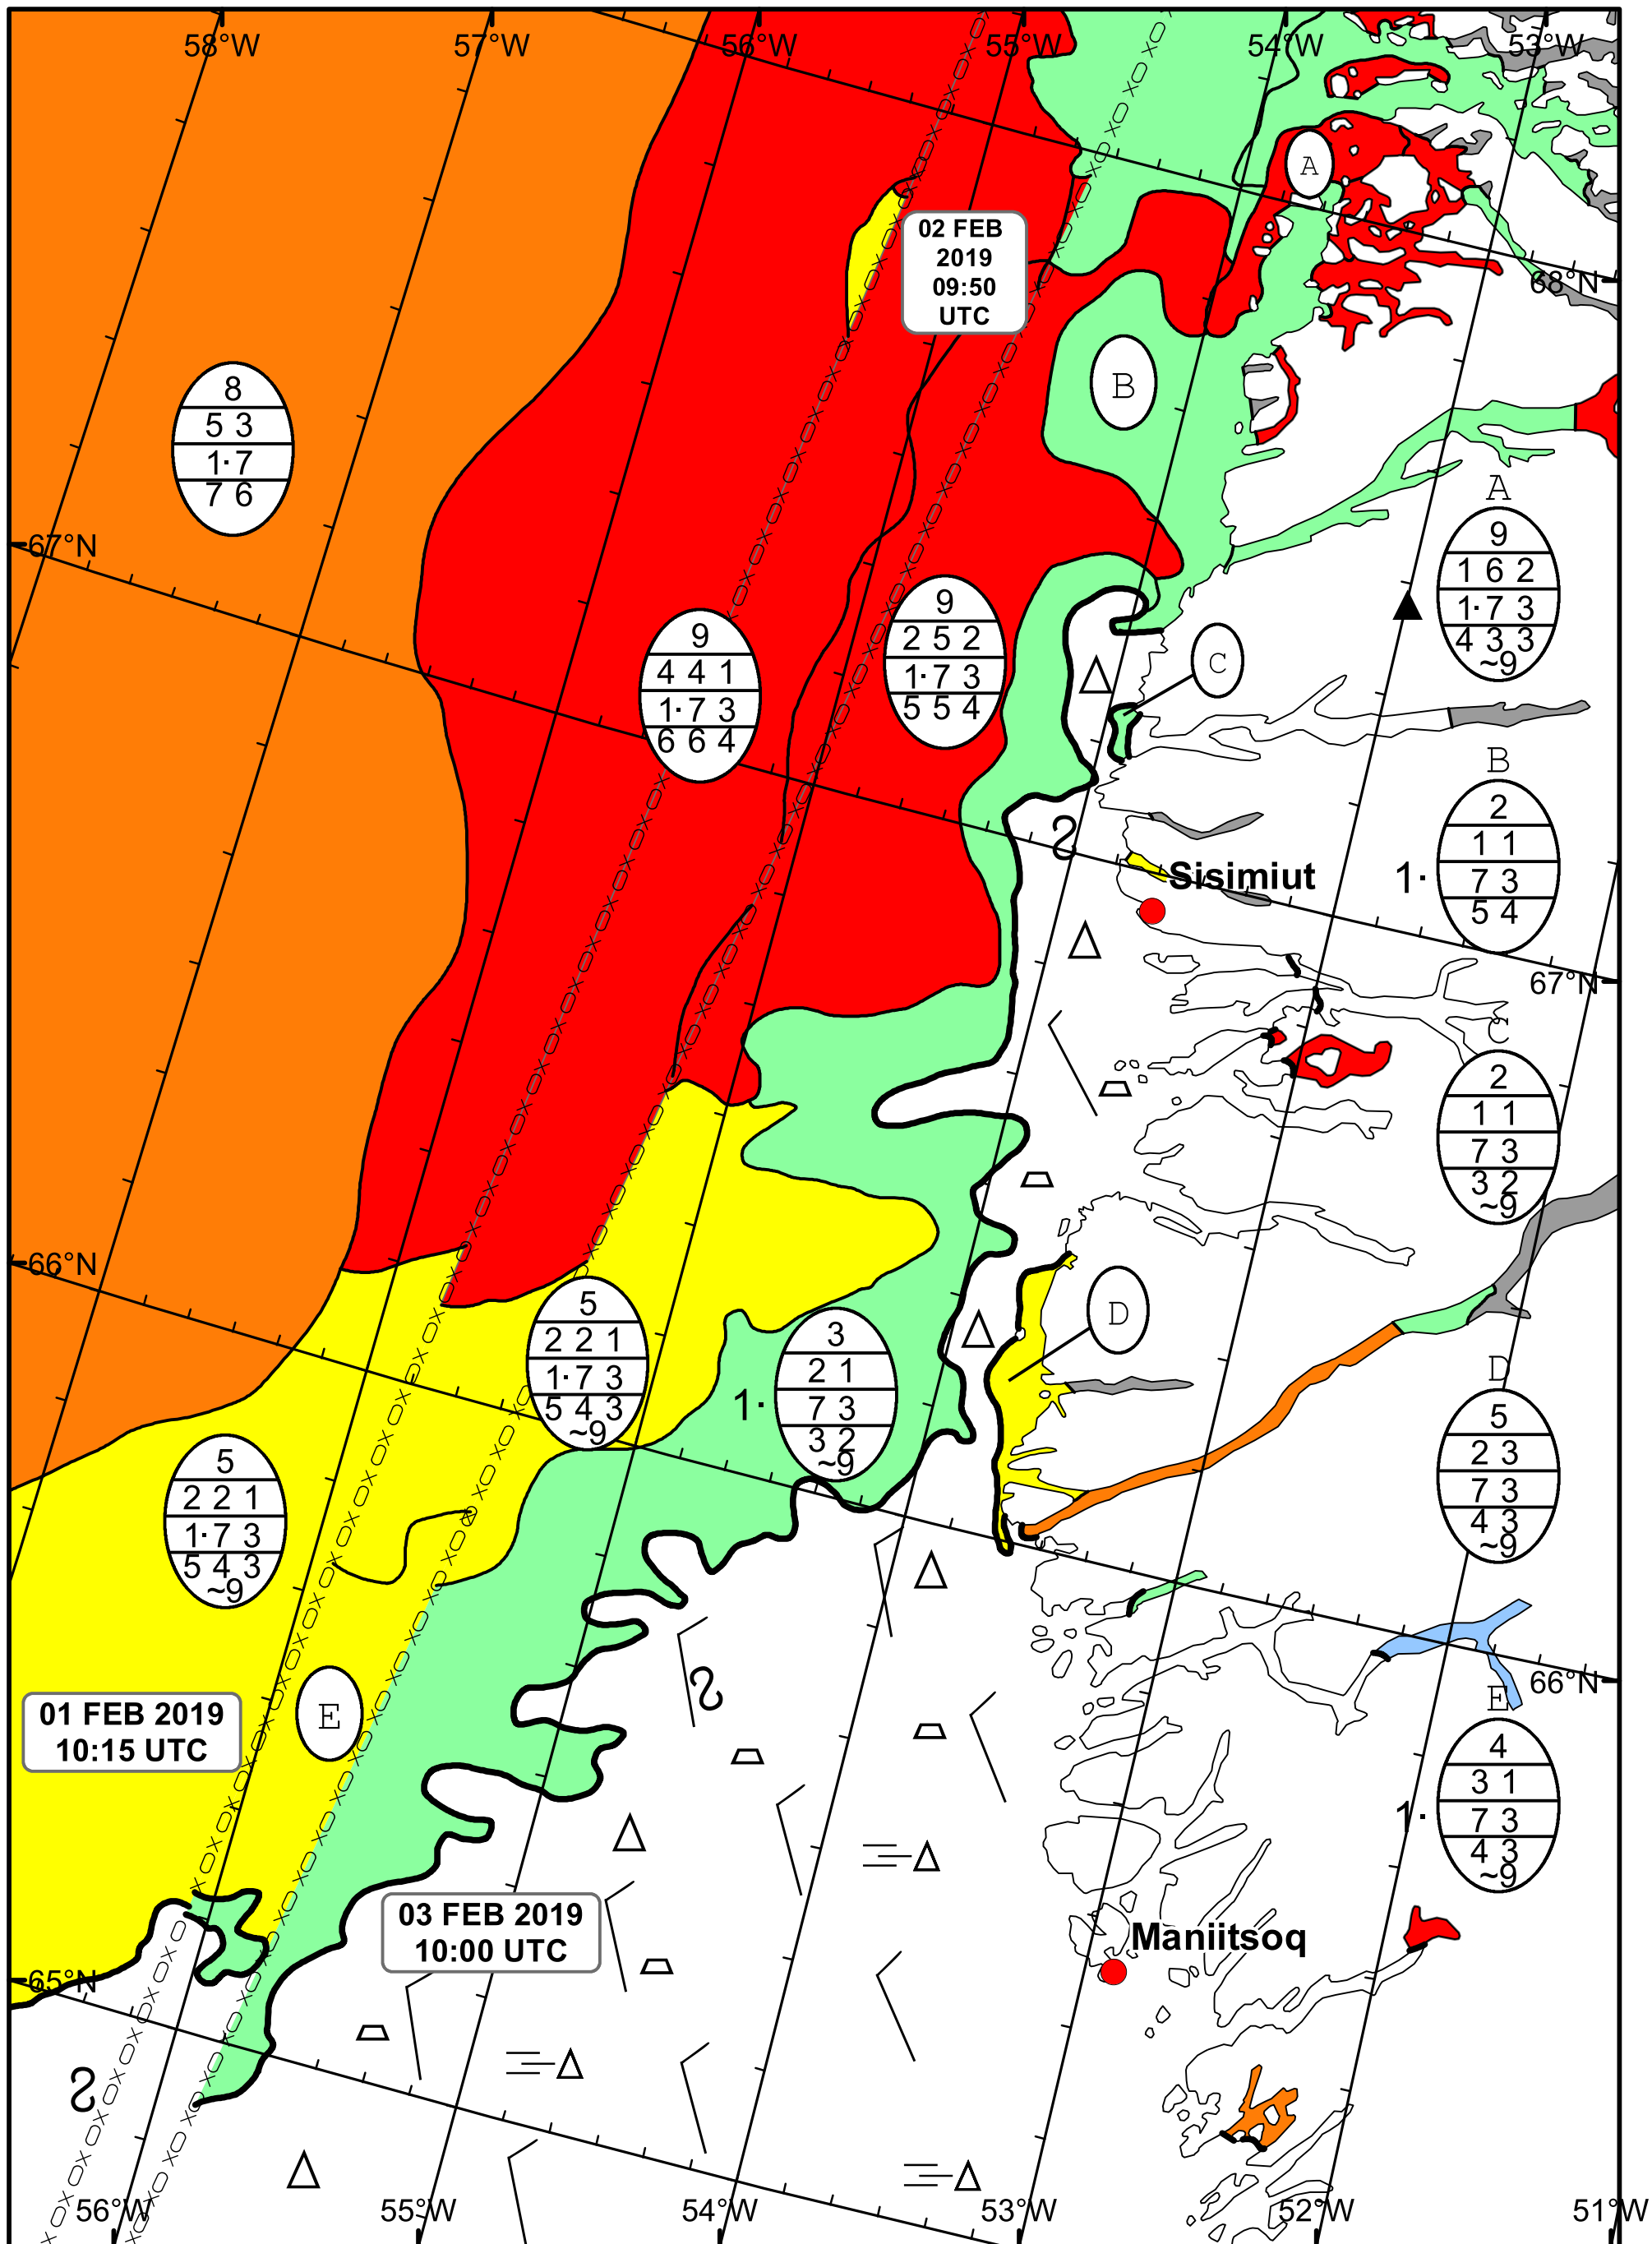 58°W
57°W
56°W
55°W
54°W
53°W
A
02 FEB
2019
09:50
UTC
68°N
B
8
5 3
1· 7
7 6
67°N
A
9
1 6 2
1· 7 3
4 3 3
~9
9
2 5 2
1· 7 3
5 5 4
9
4 4 1
1· 7 3
6 6 4
C
B
2
1 1
1·
7 3
5 4
Sisimiut
67°N
C
2
1 1
7 3
3 2
~9
66°N
D
5
2 2 1
1· 7 3
5 4 3
~9
3
2 1
1·
7 3
3 2
~9
D
5
2 3
7 3
4 3
~9
5
2 2 1
1· 7 3
5 4 3
~9
66°N
E
01 FEB 2019
10:15 UTC
E
4
3 1
1·
7 3
4 3
~9
03 FEB 2019
10:00 UTC
Maniitsoq
65°N
56°W
55°W
54°W
53°W
52°W
51°W